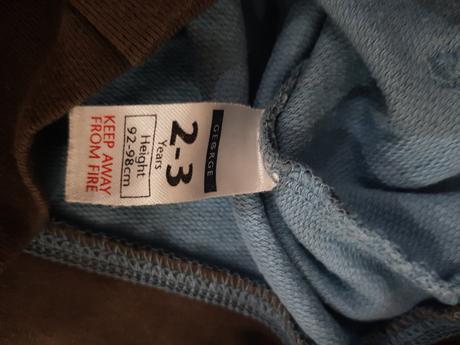 GEORGE
2-3
Years
Height
92-98cm
KEEP AWAY
FROM FIRE